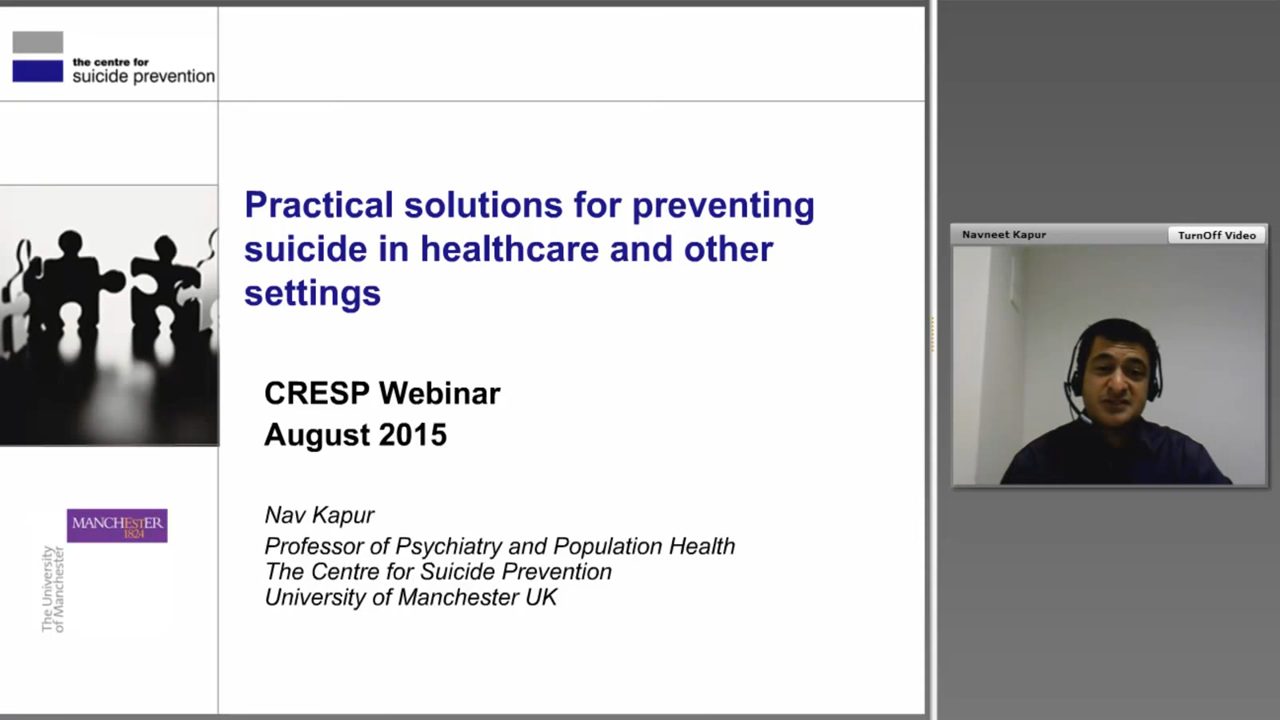 the centre for
suicide prevention
Practical solutions for preventing
suicide in healthcare and other
settings
CRESP Webinar
August 2015
Nav Kapur
Professor of Psychiatry and Population Health
The Centre for Suicide Prevention
University of Manchester UK
MANCHESTER
1824
The University
of Manchester
Navneet Kapur
TurnOff Video